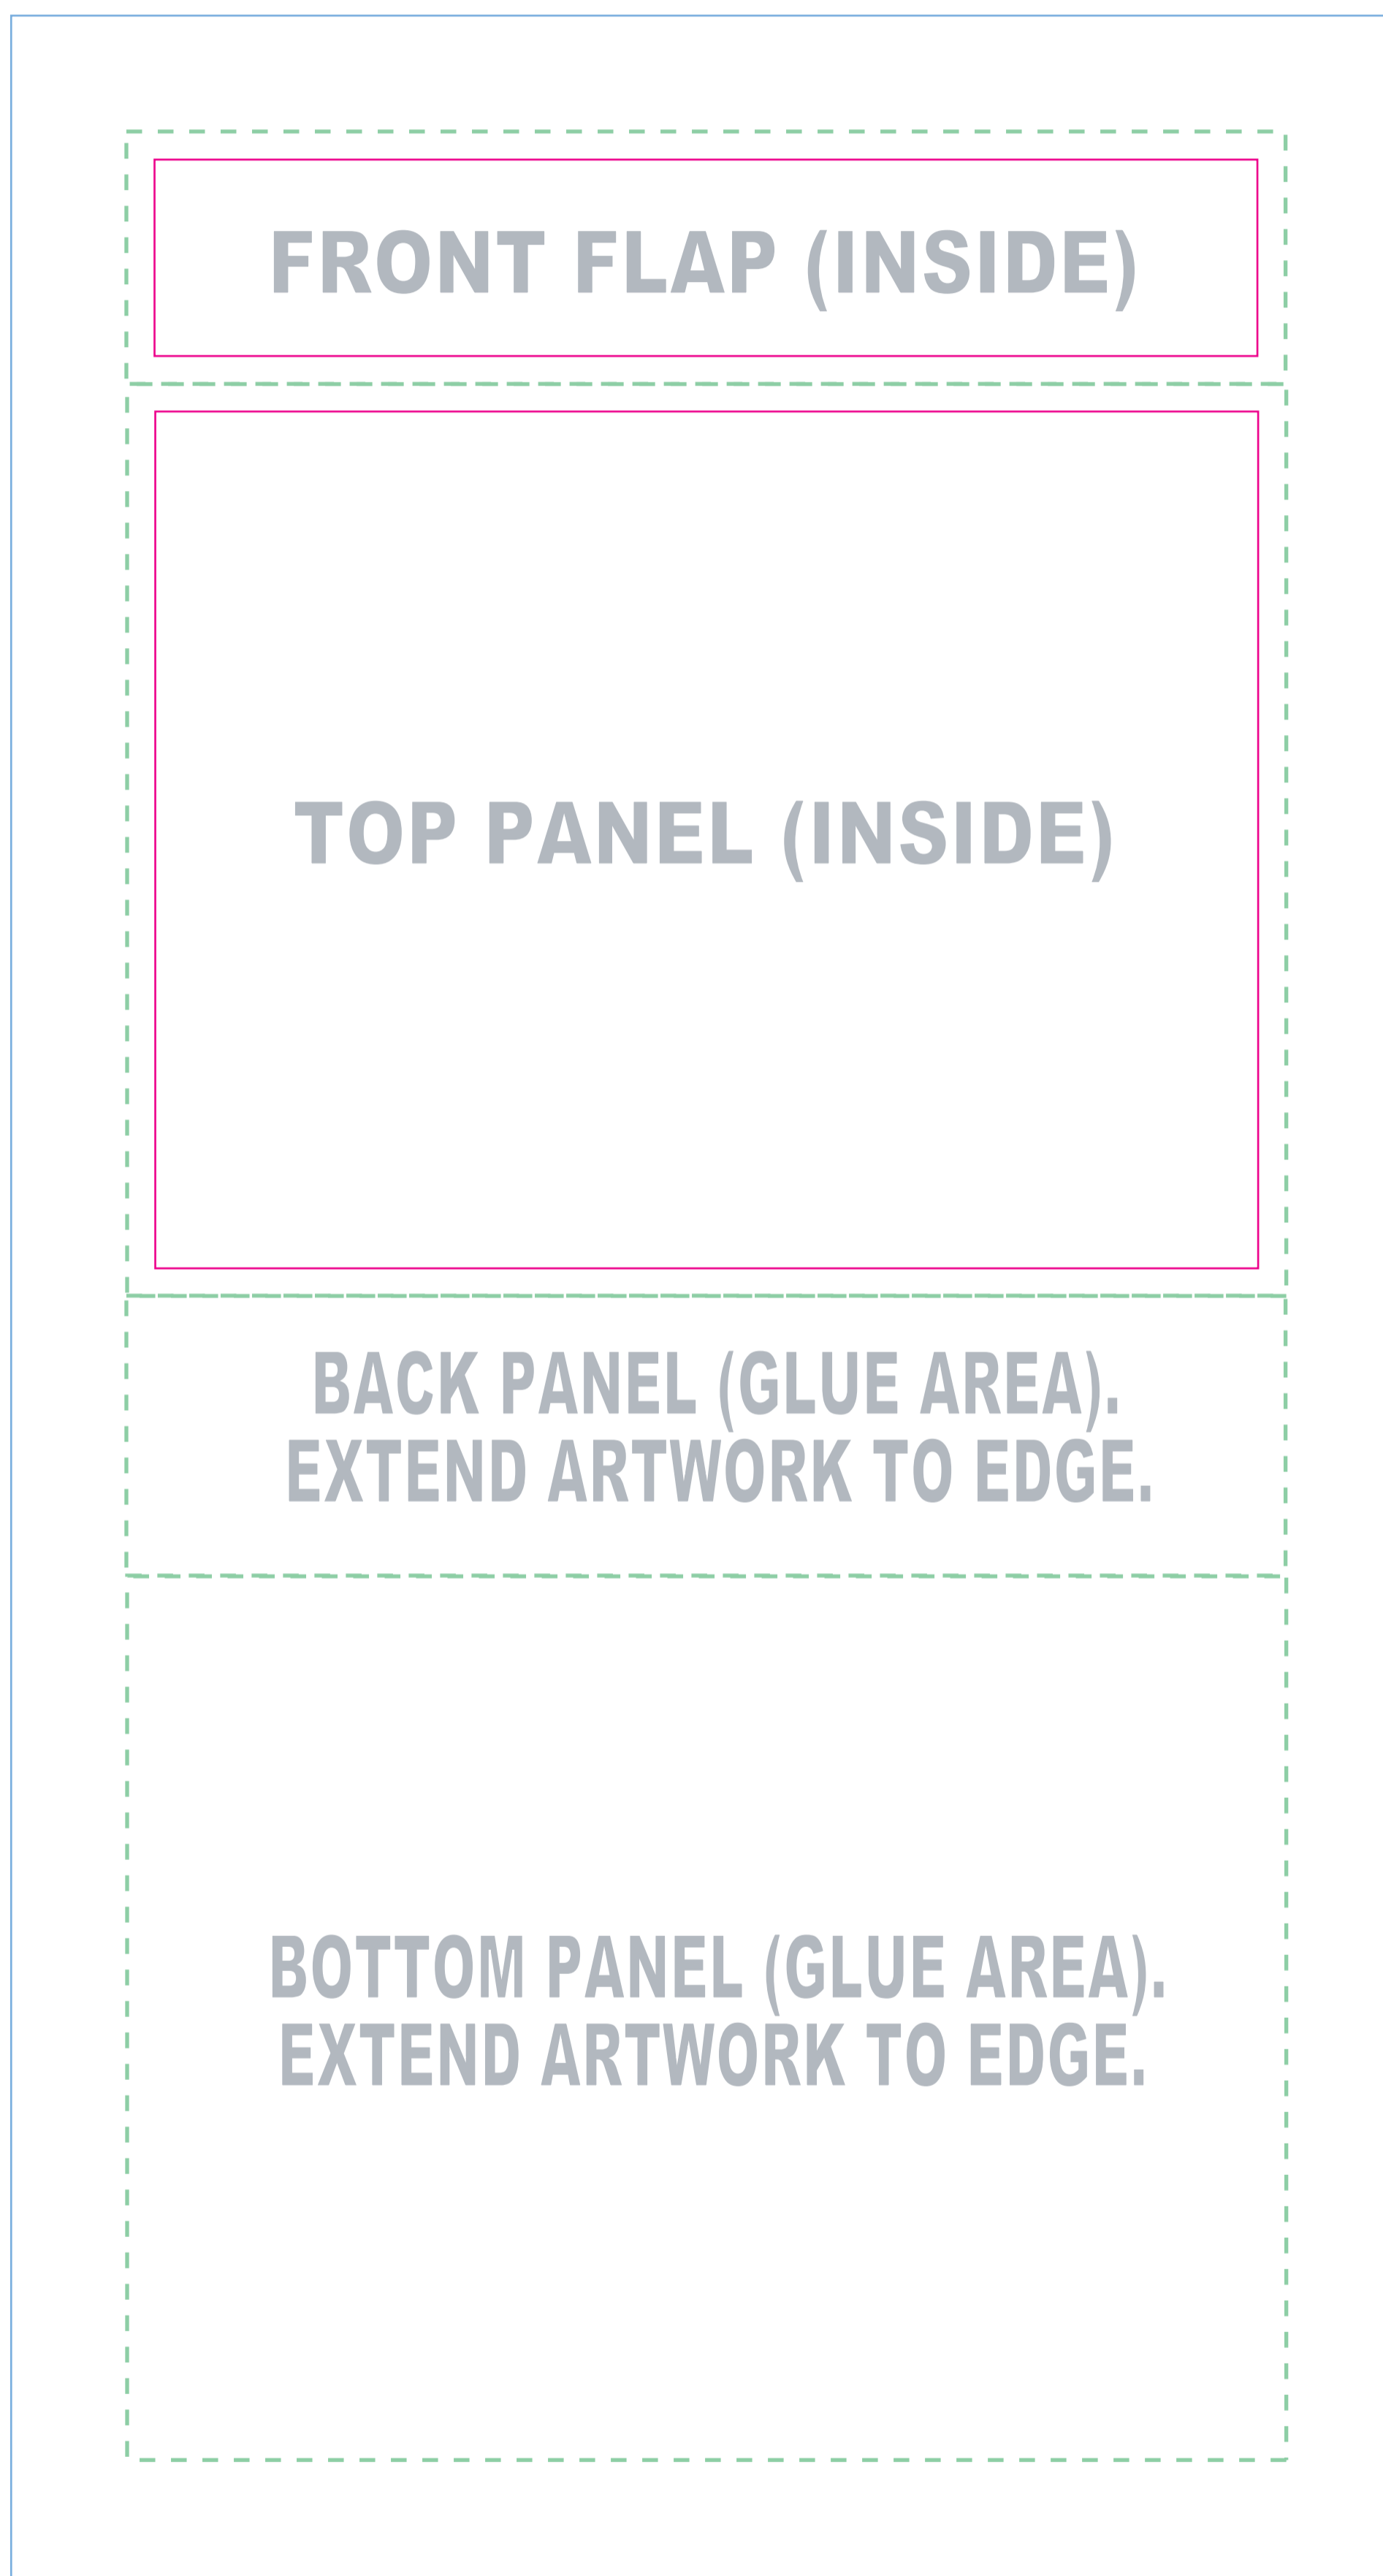 FRONT FLAP (INSIDE)
TOP PANEL (INSIDE)
BACK PANEL (GLUE AREA).
EXTEND ARTWORK TO EDGE.
BOTTOM PANEL (GLUE AREA).
EXTEND ARTWORK TO EDGE.